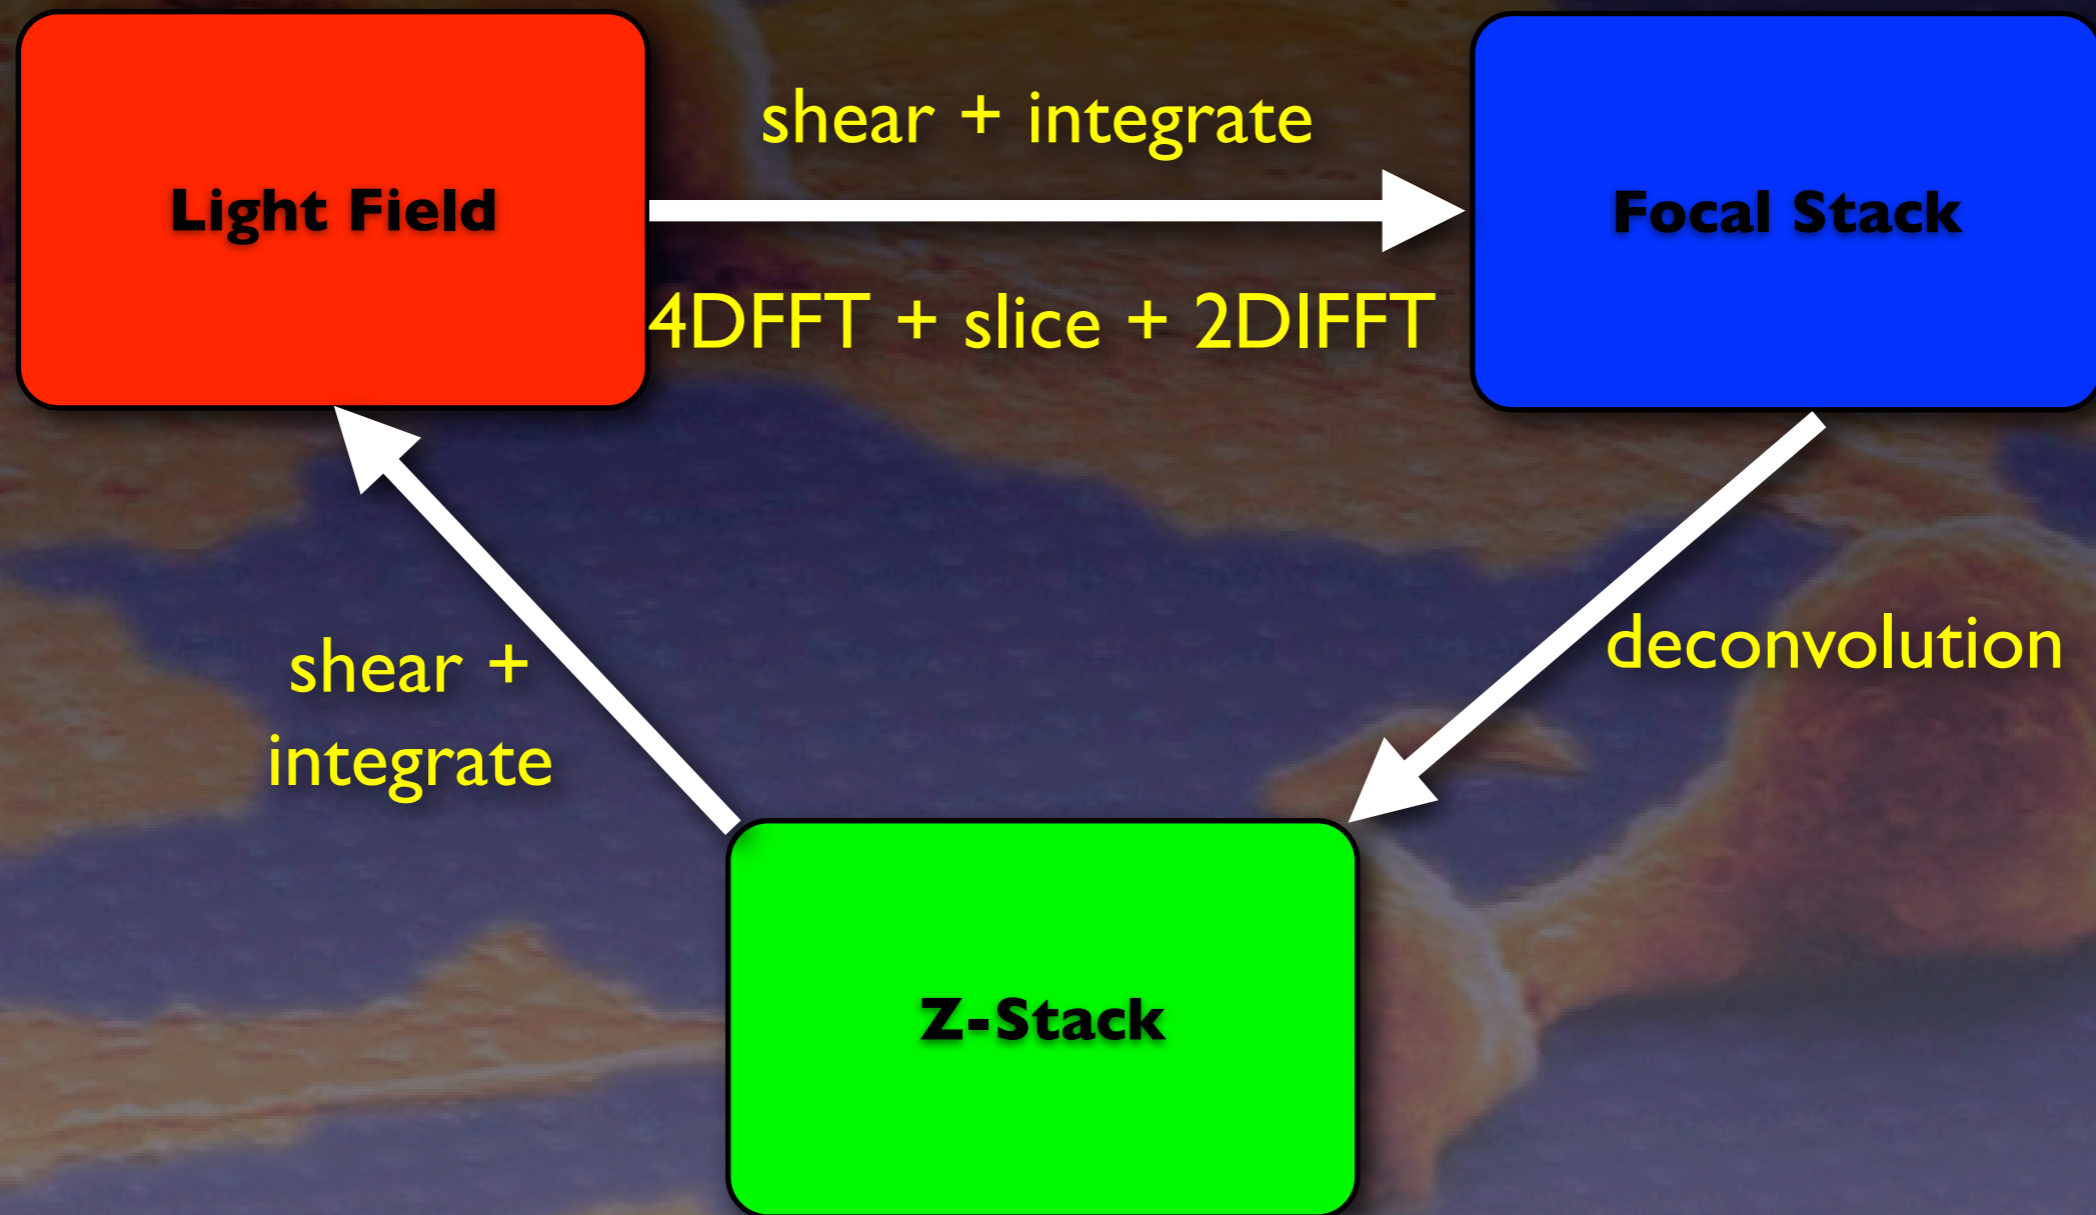 shear + integrate
Light Field
Focal Stack
4DFFT + slice + 2DIFFT
shear +
integrate
deconvolution
Z-Stack